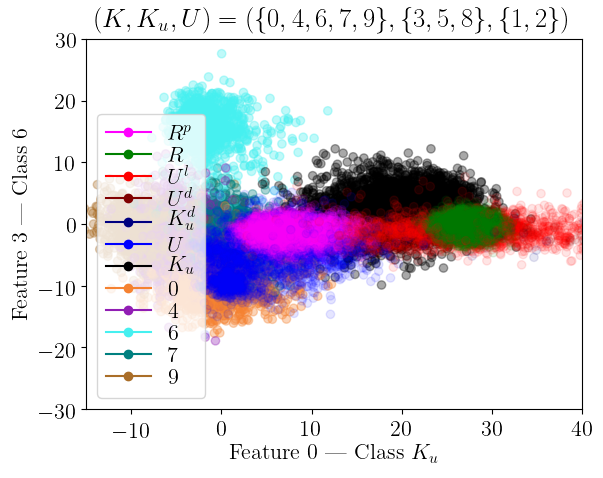 (K, K_u, U) = ({0, 4, 6, 7, 9}, {3, 5, 8}, {1, 2})
30
20
10
0
−10
−20
−30
Feature 3 — Class 6
R^p
R
U^l
U^d
K_u^d
U
K_u
0
4
6
7
9
−10
0
10
20
30
40
Feature 0 — Class K_u